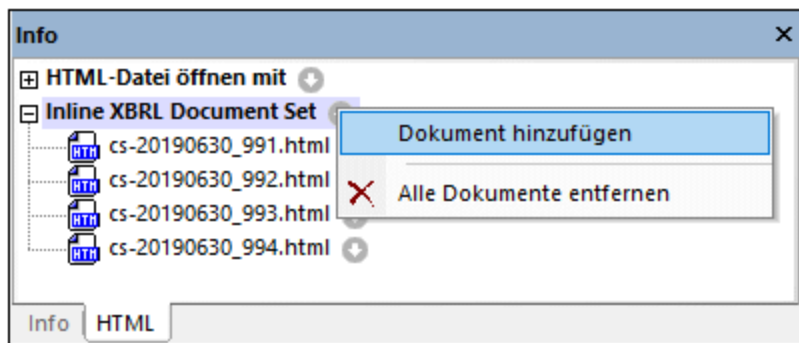 Info
HTML-Datei öffnen mit
Inline XBRL Document Set
Dokument hinzufügen
cs-20190630_991.html
cs-20190630_992.html
Alle Dokumente entfernen
cs-20190630_993.html
cs-20190630_994.html
Info HTML